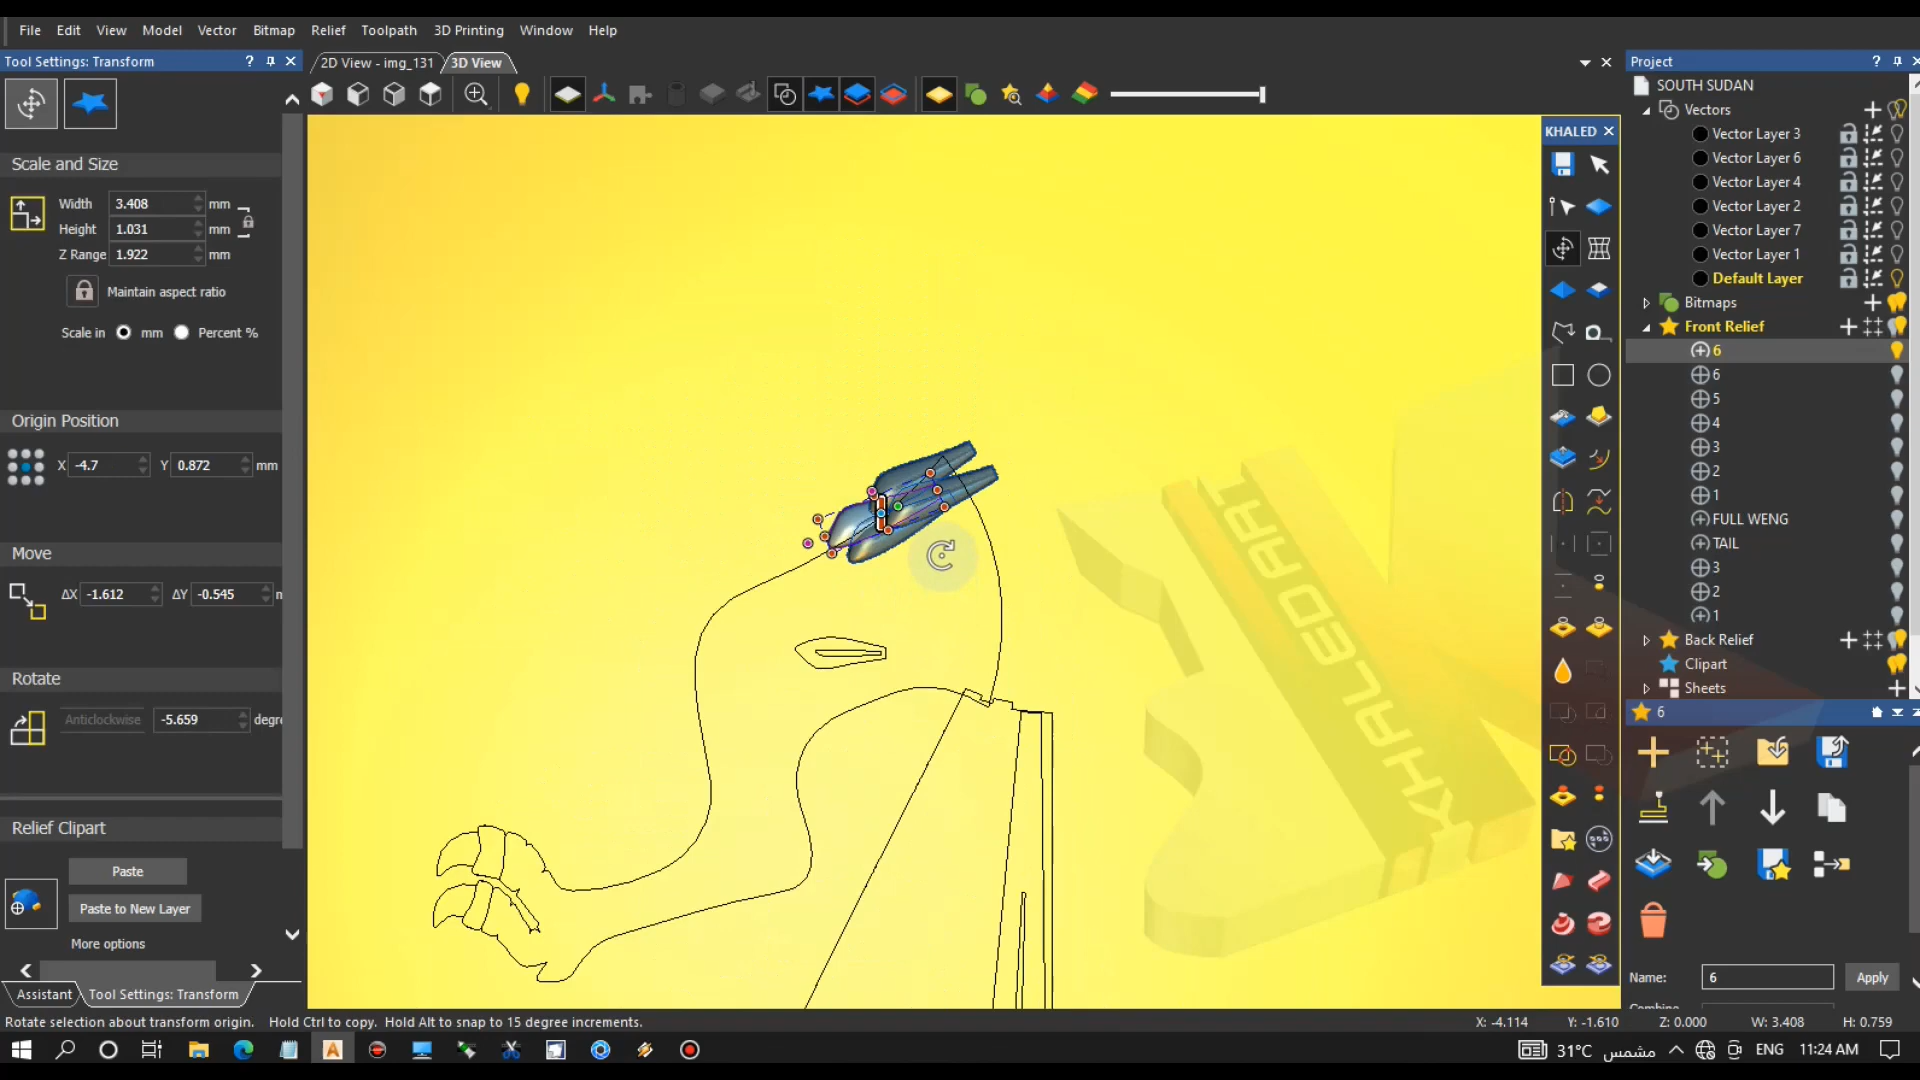 File Edit View Model Vector Bitmap Relief Toolpath 3D Printing Window Help
Tool Settings: Transform ?
2D View - img_131 3D View
Project ?
SOUTH SUDAN
Vectors
Vector Layer 3
Vector Layer 6
Vector Layer 4
Vector Layer 2
Vector Layer 7
Vector Layer 1
Default Layer
Bitmaps
Front Relief
6
6
5
4
3
2
1
FULL WENG
TAIL
3
2
1
Back Relief
Clipart
Sheets
6
Name: 6 Apply
KHALED
Scale and Size
Width 3.408 mm
Height 1.031 mm
Z Range 1.922 mm
Maintain aspect ratio
Scale in mm Percent %
Origin Position
X -4.7 Y 0.872 mm
Move
ΔX -1.612 ΔY -0.545
Rotate
Anticlockwise -5.659 degre
Relief Clipart
Paste
Paste to New Layer
More options
Assistant Tool Settings: Transform
KHALEDART
Rotate selection about transform origin. Hold Ctrl to copy. Hold Alt to snap to 15 degree increments.
X: -4.114 Y: -1.610 Z: 0.000 W: 3.408 H: 0.759
31°C مشمس ENG 11:24 AM